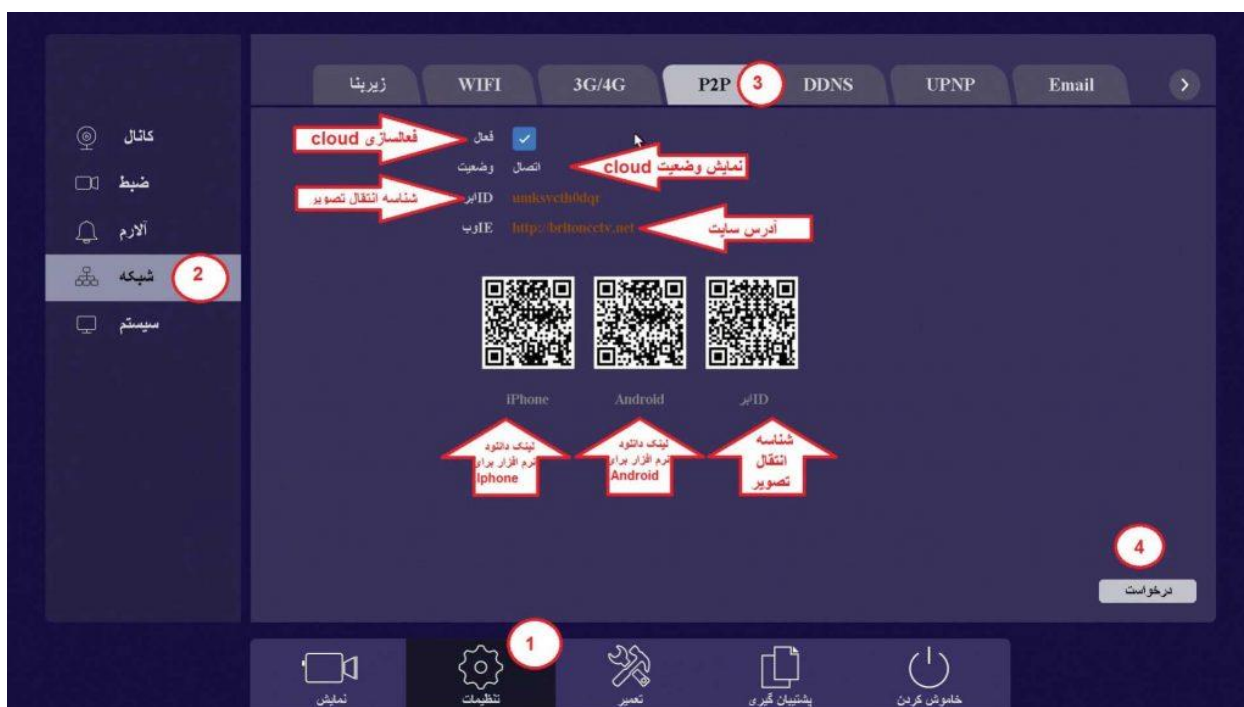 زیربنا
WIFI
3G/4G
P2P
3
DDNS
UPNP
Email
کانال
ضبط
آلارم
شبکه
2
سیستم
فعالسازی cloud
فعال
وضعیت
اتصال
نمایش وضعیت cloud
شناسه انتقال تصویر
IDابر
IEوب
http://britoncctv.net
آدرس سایت
iPhone
Android
IDابر
لینک دانلود
نرم افزار برای
Iphone
لینک دانلود
نرم افزار برای
Android
شناسه
انتقال
تصویر
4
درخواست
1
نمایش
تنظیمات
تعمیر
پشتیبان گیری
خاموش کردن